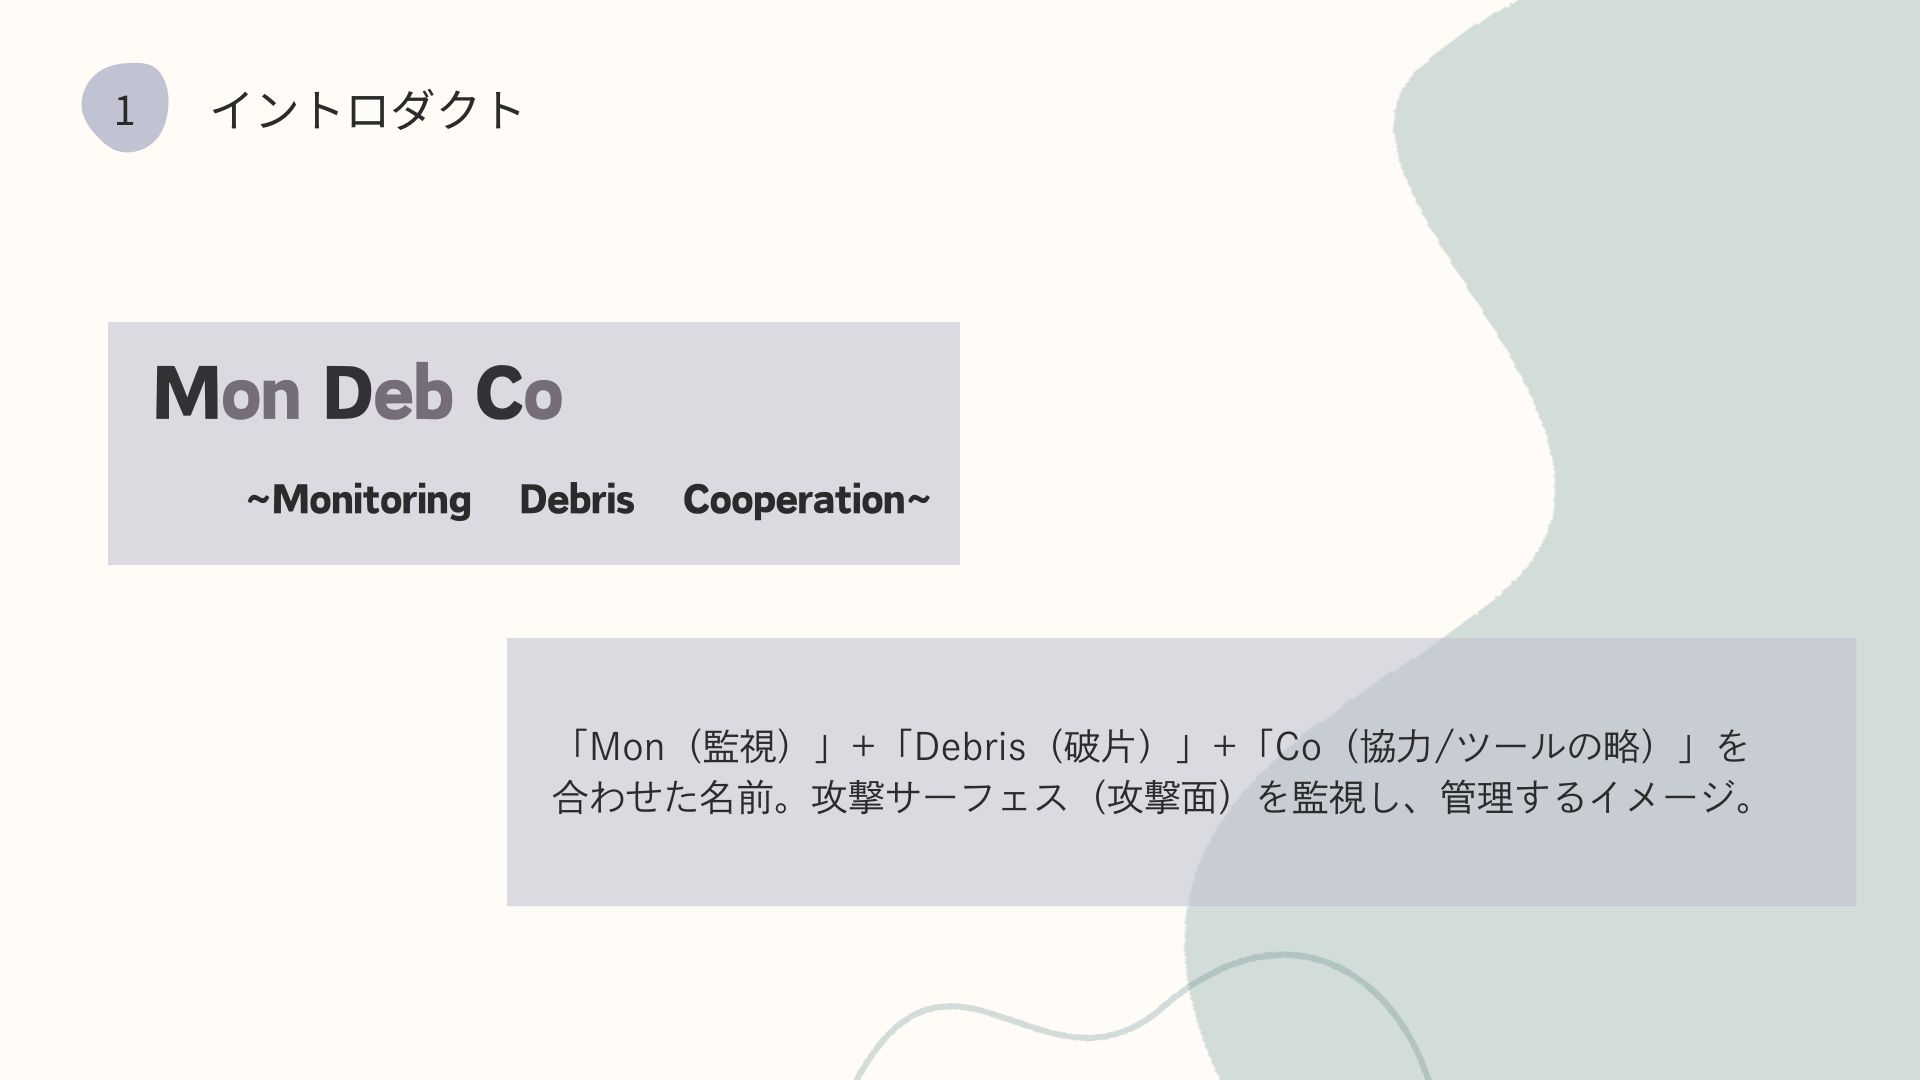 1
イントロダクト
Mon Deb Co
~Monitoring Debris Cooperation~
「Mon（監視）」+「Debris（破片）」+「Co（協力/ツールの略）」を
合わせた名前。攻撃サーフェス（攻撃面）を監視し、管理するイメージ。